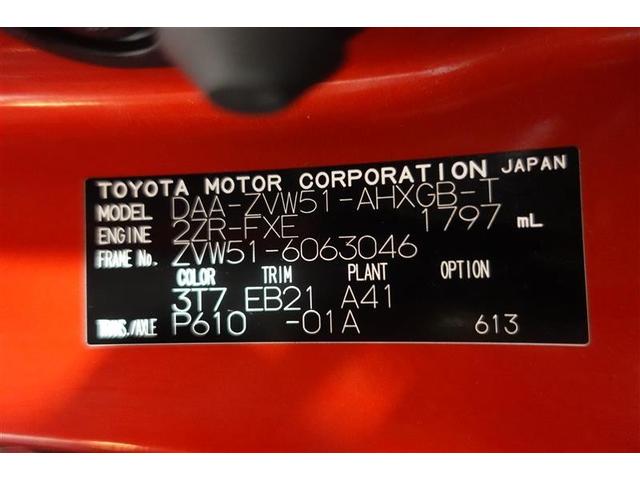 TOYOTA MOTOR CORPORATION JAPAN
MODEL DAA-ZVW51-AHXGB-T
ENGINE 2ZR-FXE 1797 mL
FRAME No. ZVW51-6063046
COLOR TRIM PLANT OPTION
3T7 EB21 A41
TRANS./AXLE P610 -01A 613